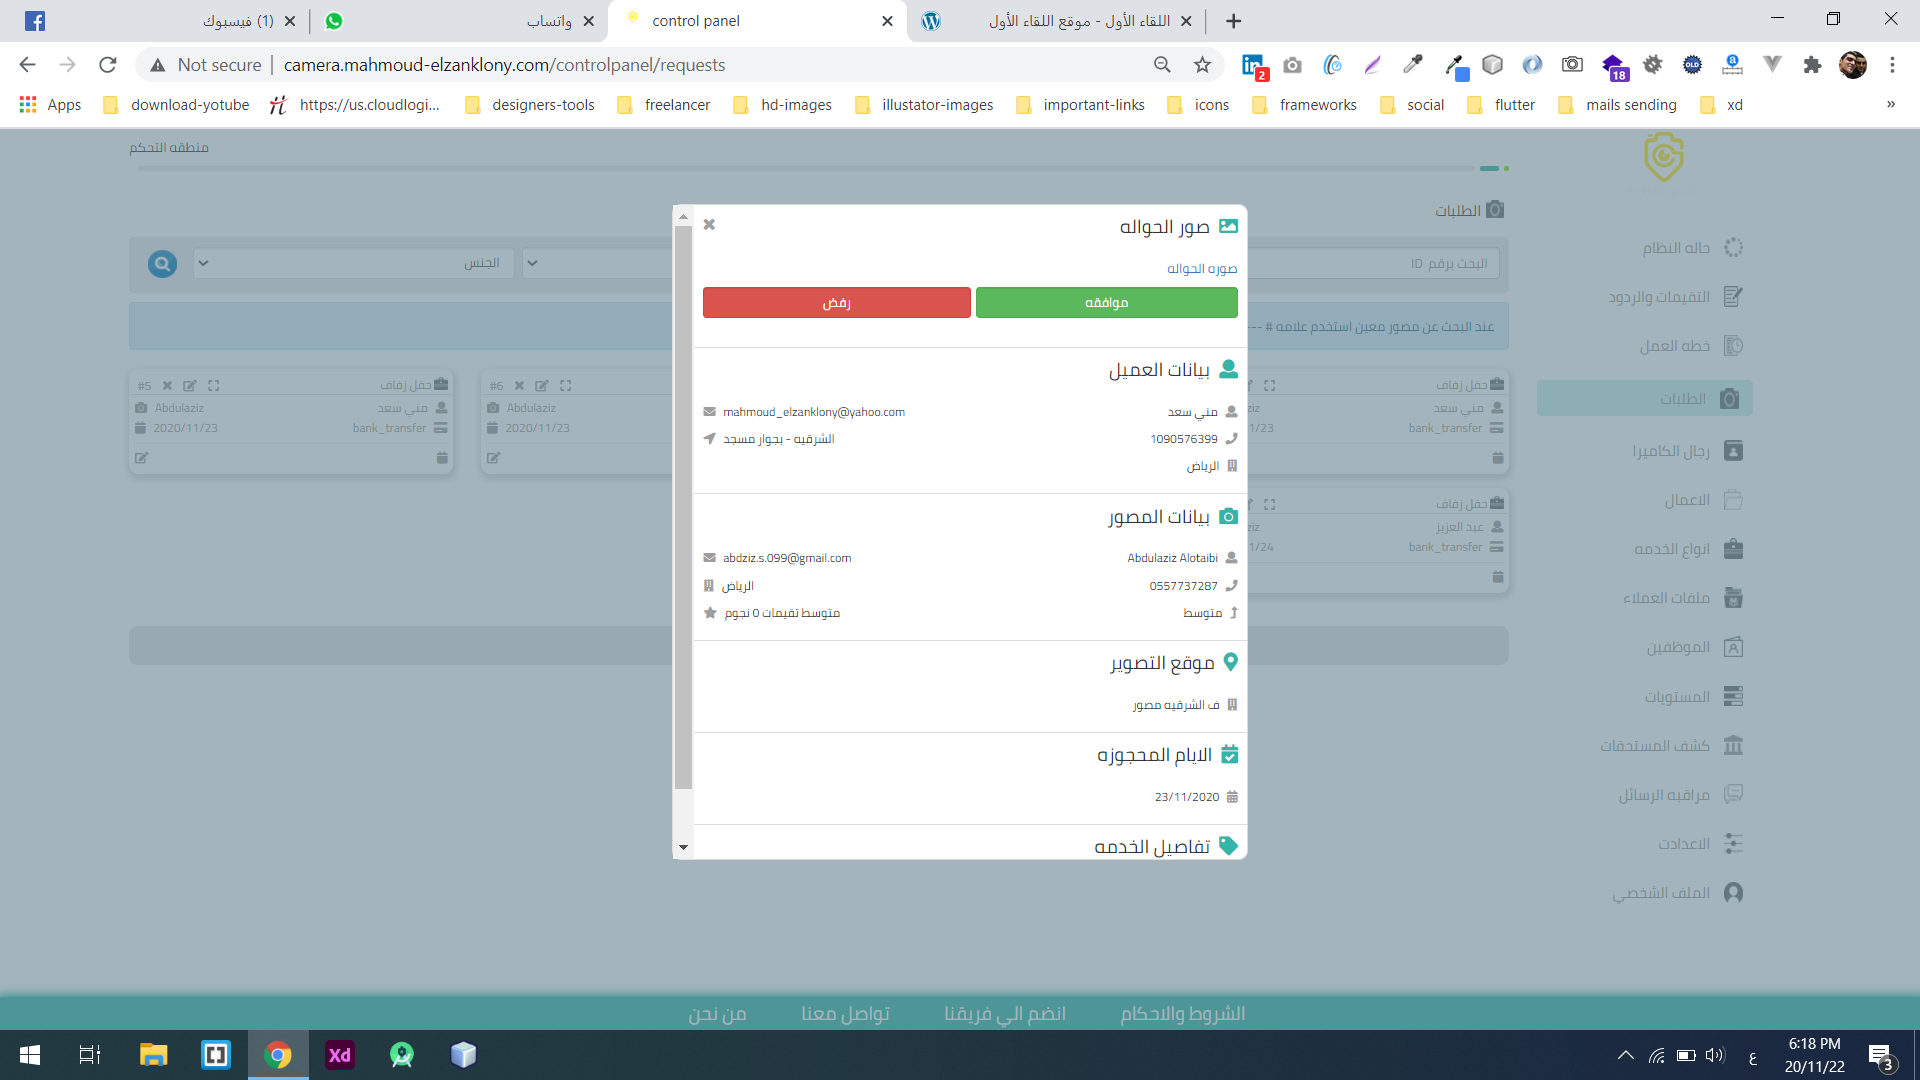 (1) فيسبوك
واتساب
control panel
اللقاء الأول - موقع اللقاء الأول
Not secure
camera.mahmoud-elzanklony.com/controlpanel/requests
2
18
OLD
a
Apps
download-yotube
https://us.cloudlogi...
designers-tools
freelancer
hd-images
illustator-images
important-links
icons
frameworks
social
flutter
mails sending
xd
»
منطقه التحكم
الطلبات
البحث برقم ID
الجنس
عند البحث عن مصور معين استخدم علامه # ---
#5
حفل زفاف
Abdulaziz
مني سعد
2020/11/23
bank_transfer
#6
Abdulaziz
2020/11/23
حفل زفاف
ziz
مني سعد
1/23
bank_transfer
حفل زفاف
ziz
عبد العزيز
1/24
bank_transfer
صور الحواله
صوره الحواله
موافقه
رفض
بيانات العميل
مني سعد
mahmoud_elzanklony@yahoo.com
1090576399
الشرقيه - بجوار مسجد
الرياض
بيانات المصور
Abdulaziz Alotaibi
abdziz.s.099@gmail.com
0557737287
الرياض
متوسط
متوسط تقيمات 0 نجوم
موقع التصوير
ف الشرقيه مصور
الايام المحجوزه
23/11/2020
تفاصيل الخدمه
حاله النظام
التقيمات والردود
خطه العمل
الطلبات
رجال الكاميرا
الاعمال
انواع الخدمه
ملفات العملاء
الموظفين
المستويات
كشف المستحقات
مراقبه الرسائل
الاعدادت
الملف الشخصي
الشروط والاحكام
انضم الي فريقنا
تواصل معنا
من نحن
Xd
ع
6:18 PM
20/11/22
3